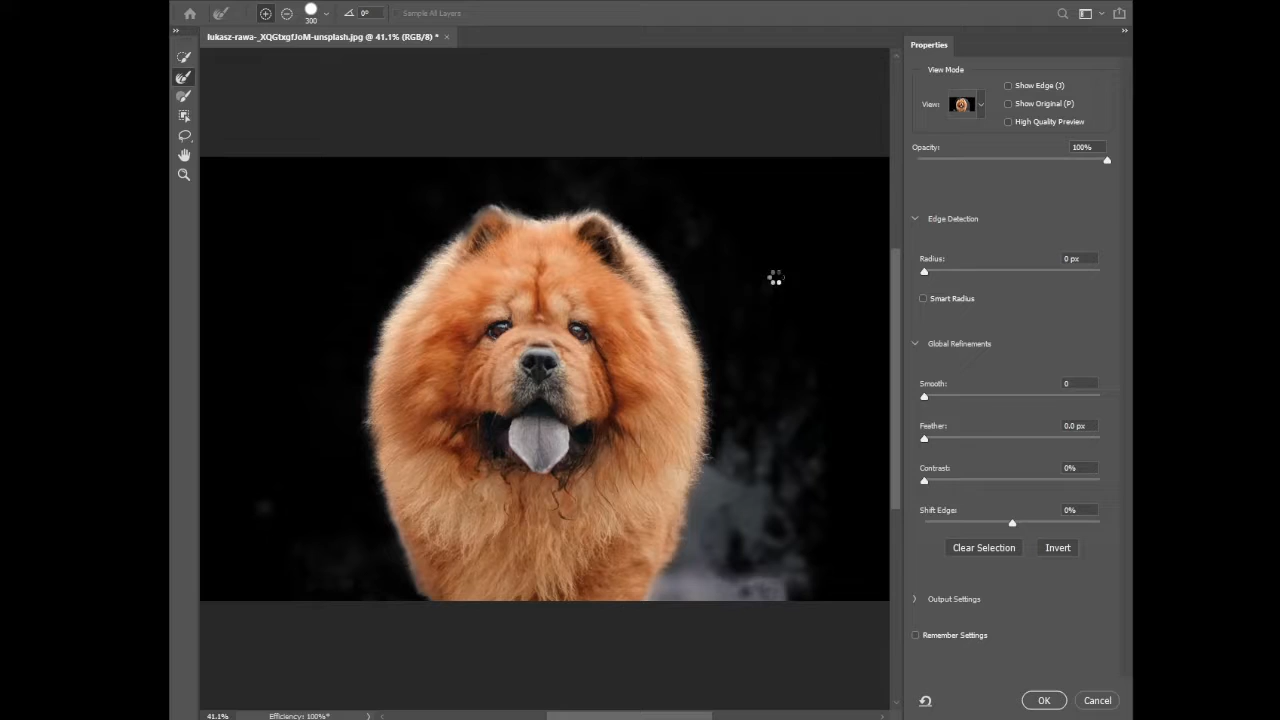 300
0°
Sample All Layers
lukasz-rawa-_XQGtxgfJoM-unsplash.jpg @ 41.1% (RGB/8) *
Properties
View Mode
View:
Show Edge (J)
Show Original (P)
High Quality Preview
Opacity: 100%
Edge Detection
Radius: 0 px
Smart Radius
Global Refinements
Smooth: 0
Feather: 0.0 px
Contrast: 0%
Shift Edge: 0%
Clear Selection Invert
Output Settings
Remember Settings
OK Cancel
41.1% Efficiency: 100%*